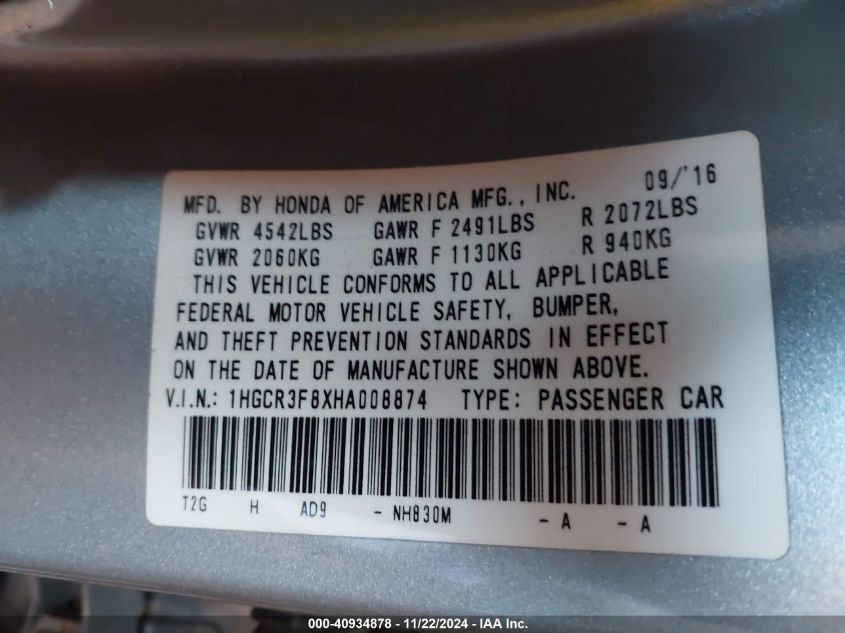 MFD. BY HONDA OF AMERICA MFG., INC. 09/'16
GVWR 4542LBS GAWR F 2491LBS R 2072LBS
GVWR 2060KG GAWR F 1130KG R 940KG
THIS VEHICLE CONFORMS TO ALL APPLICABLE
FEDERAL MOTOR VEHICLE SAFETY, BUMPER,
AND THEFT PREVENTION STANDARDS IN EFFECT
ON THE DATE OF MANUFACTURE SHOWN ABOVE.
V.I.N.: 1HGCR3F8XHA008874 TYPE: PASSENGER CAR
T2G H AD9 - NH830M - A - A
000-40934878 - 11/22/2024 - IAA Inc.